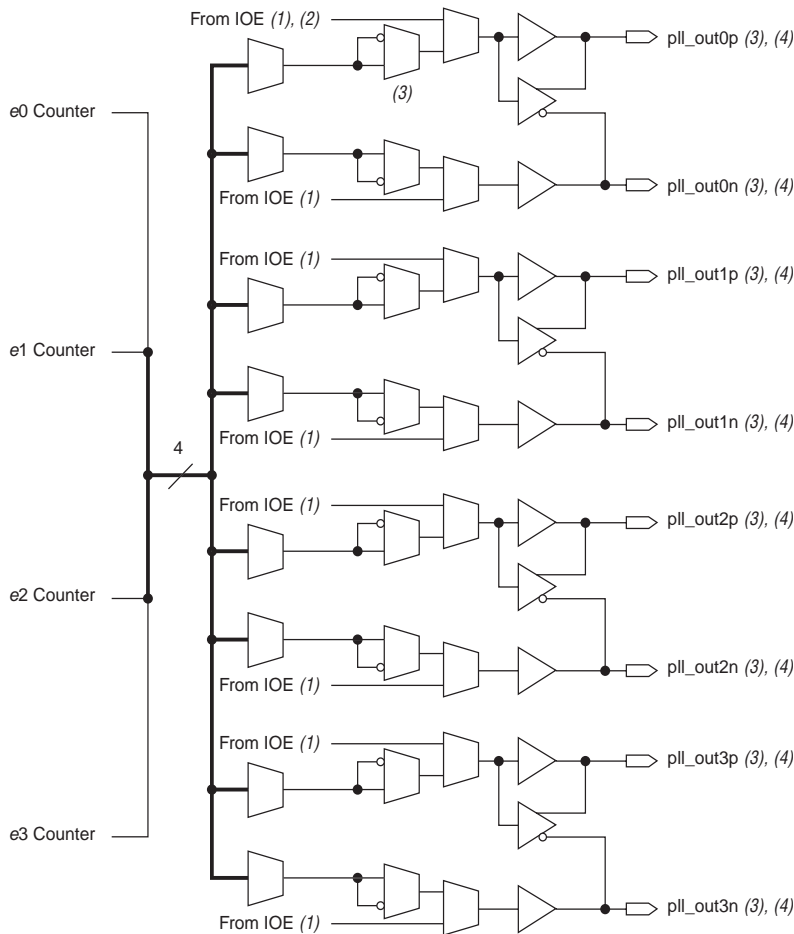 From IOE (1), (2)
pll_out0p (3), (4)
(3)
e0 Counter
pll_out0n (3), (4)
From IOE (1)
From IOE (1)
pll_out1p (3), (4)
e1 Counter
pll_out1n (3), (4)
From IOE (1)
4
From IOE (1)
pll_out2p (3), (4)
e2 Counter
pll_out2n (3), (4)
From IOE (1)
From IOE (1)
pll_out3p (3), (4)
e3 Counter
pll_out3n (3), (4)
From IOE (1)